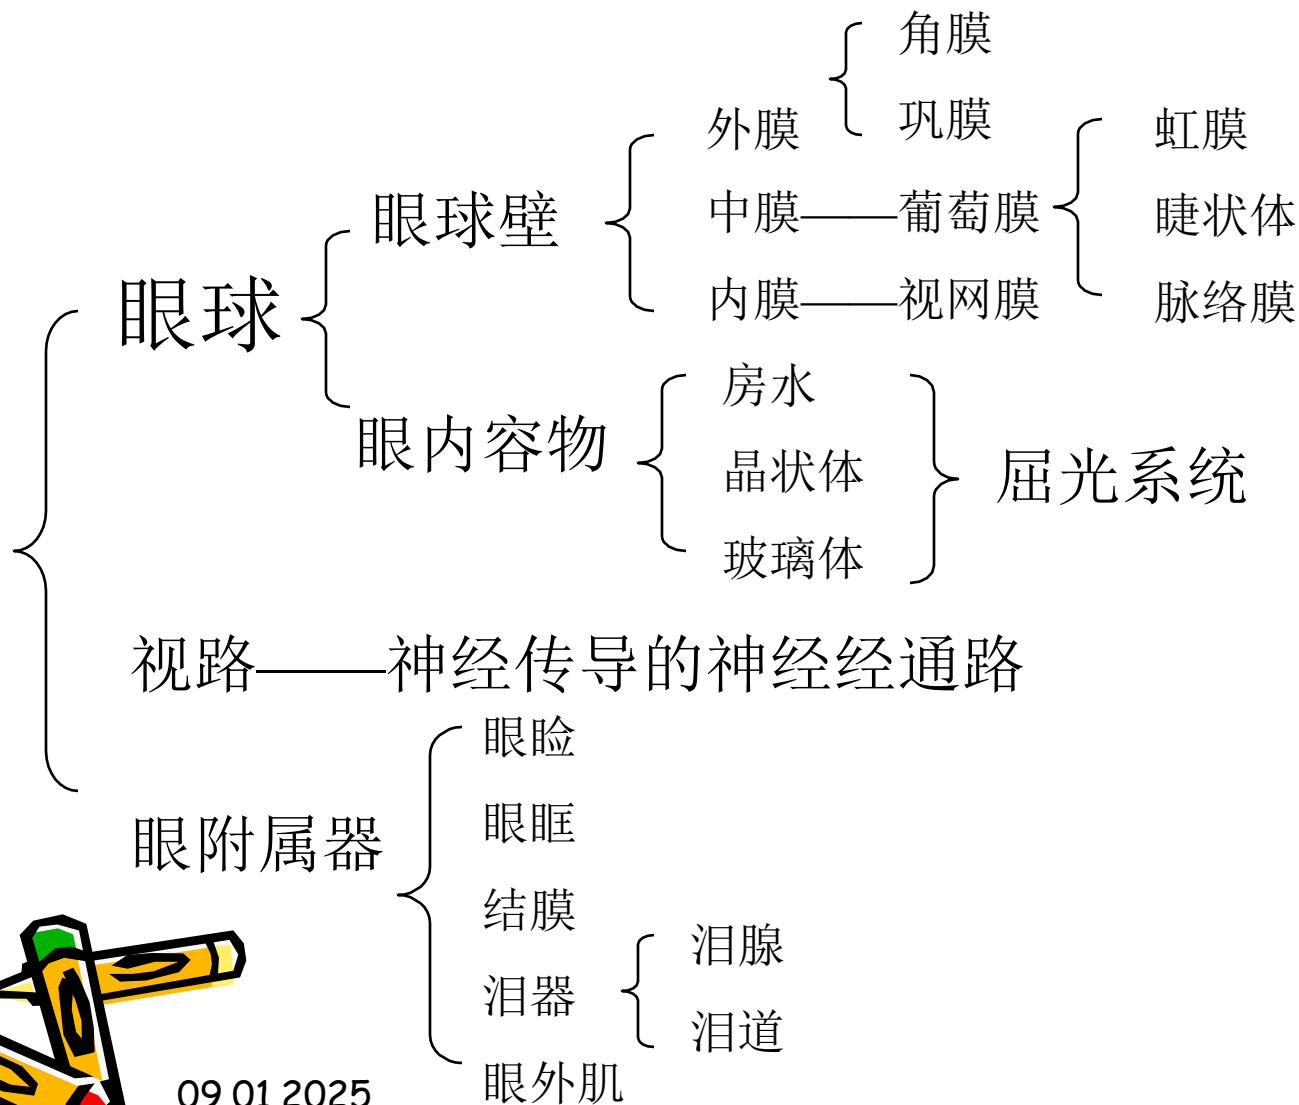 角膜
巩膜
外膜
虹膜
眼球壁
中膜——葡萄膜
睫状体
眼球
内膜——视网膜
脉络膜
房水
眼内容物
晶状体
屈光系统
玻璃体
视路——神经传导的神经经通路
眼睑
眼眶
眼附属器
结膜
泪器
泪腺
泪道
眼外肌
09.01.2025